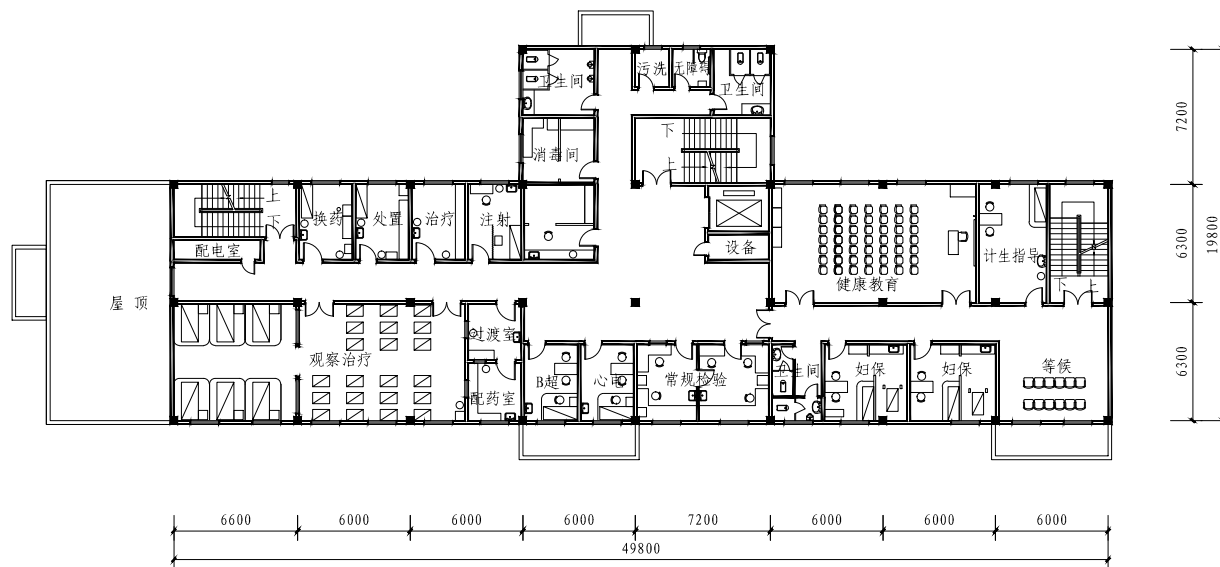 污洗
无障碍
卫生间
卫生间
7200
下
消毒间
上
上
换药
处置
治疗
注射
下
配电室
设备
健康教育
计生指导
下
上
6300
19800
屋 顶
过渡室
观察治疗
B超
心电
常规检验
卫生间
妇保
妇保
等候
配药室
6300
6600
6000
6000
6000
7200
6000
6000
6000
49800